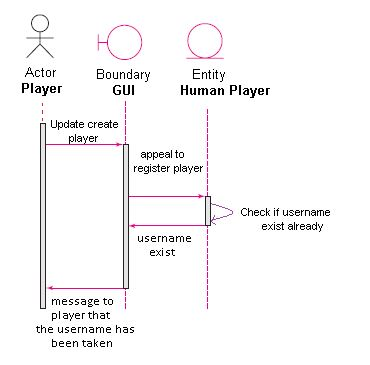 Actor
Player
Boundary
GUI
Entity
Human Player
Update create
player
appeal to
register player
Check if username
exist already
username
exist
message to
player that
the username has
been taken